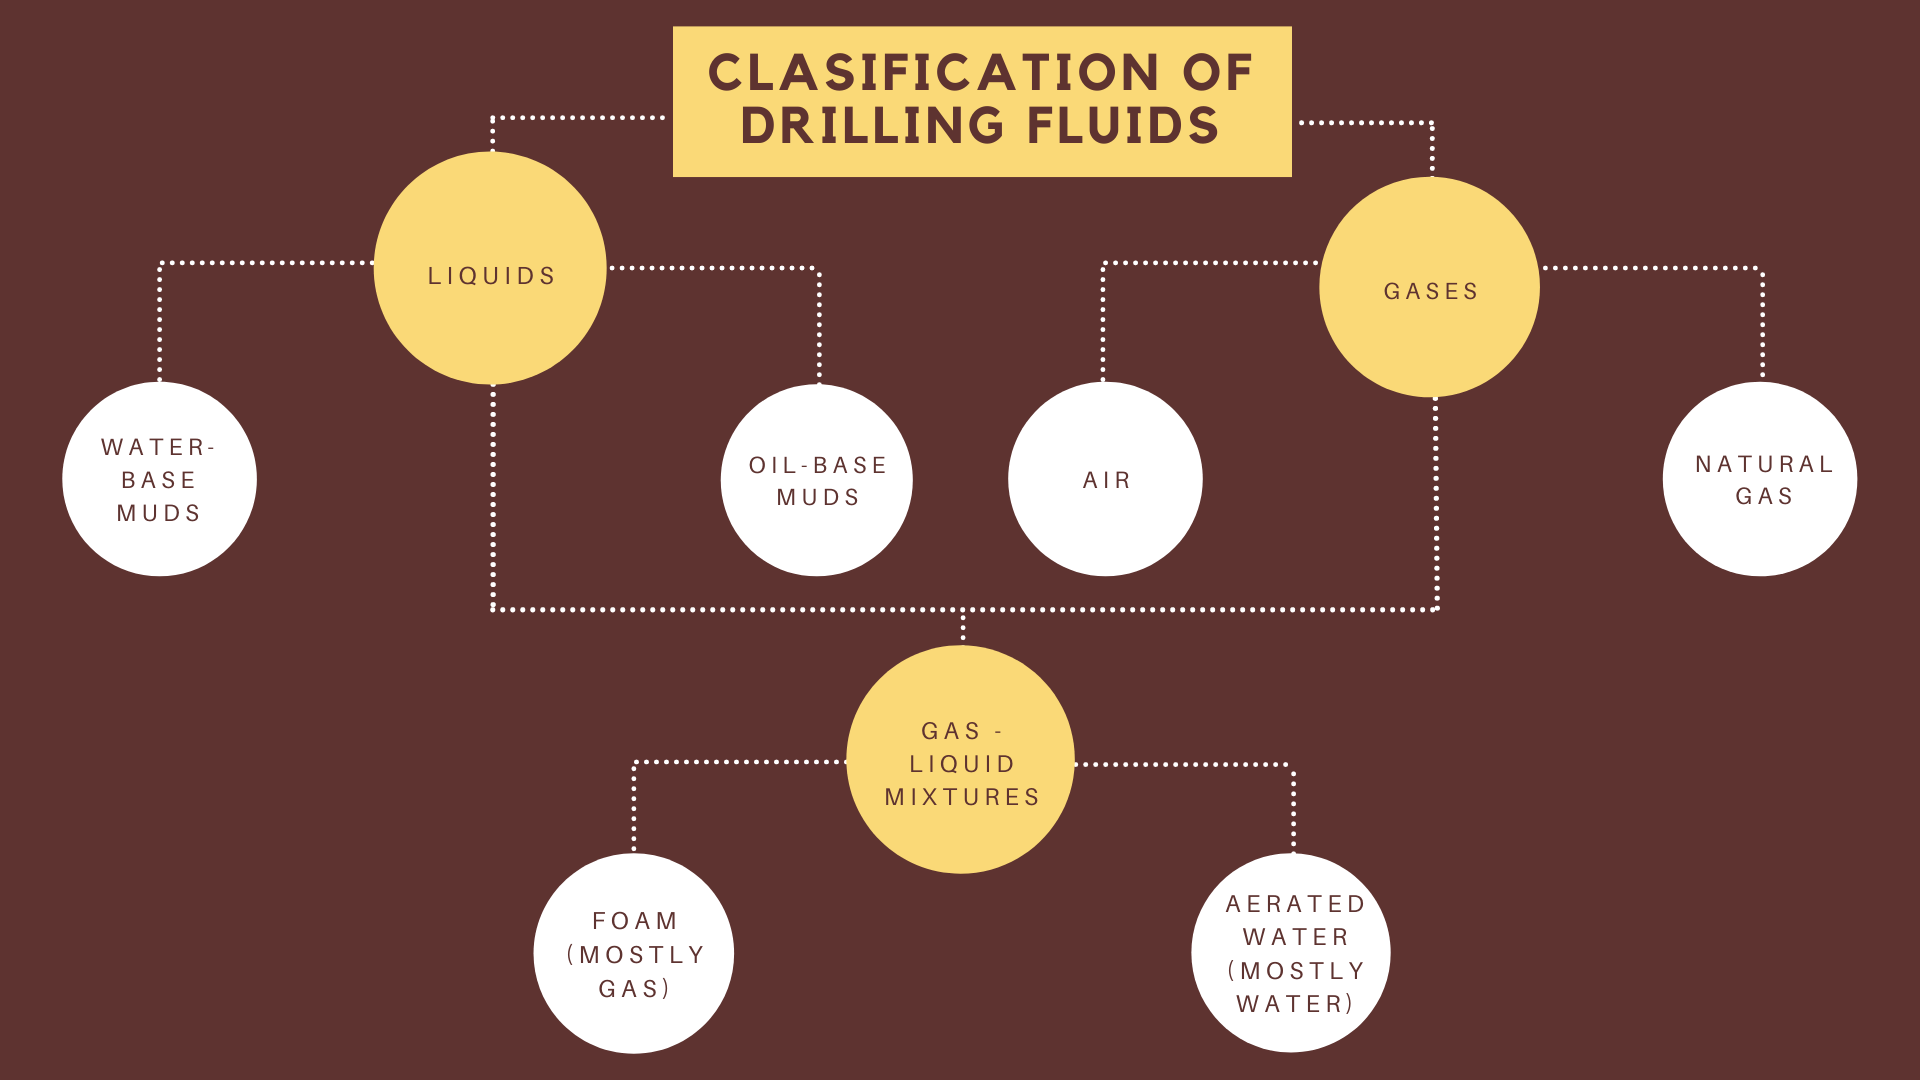 CLASIFICATION OF
DRILLING FLUIDS
LIQUIDS
GASES
WATER-
BASE
MUDS
OIL-BASE
MUDS
AIR
NATURAL
GAS
GAS -
LIQUID
MIXTURES
FOAM
(MOSTLY
GAS)
AERATED
WATER
(MOSTLY
WATER)